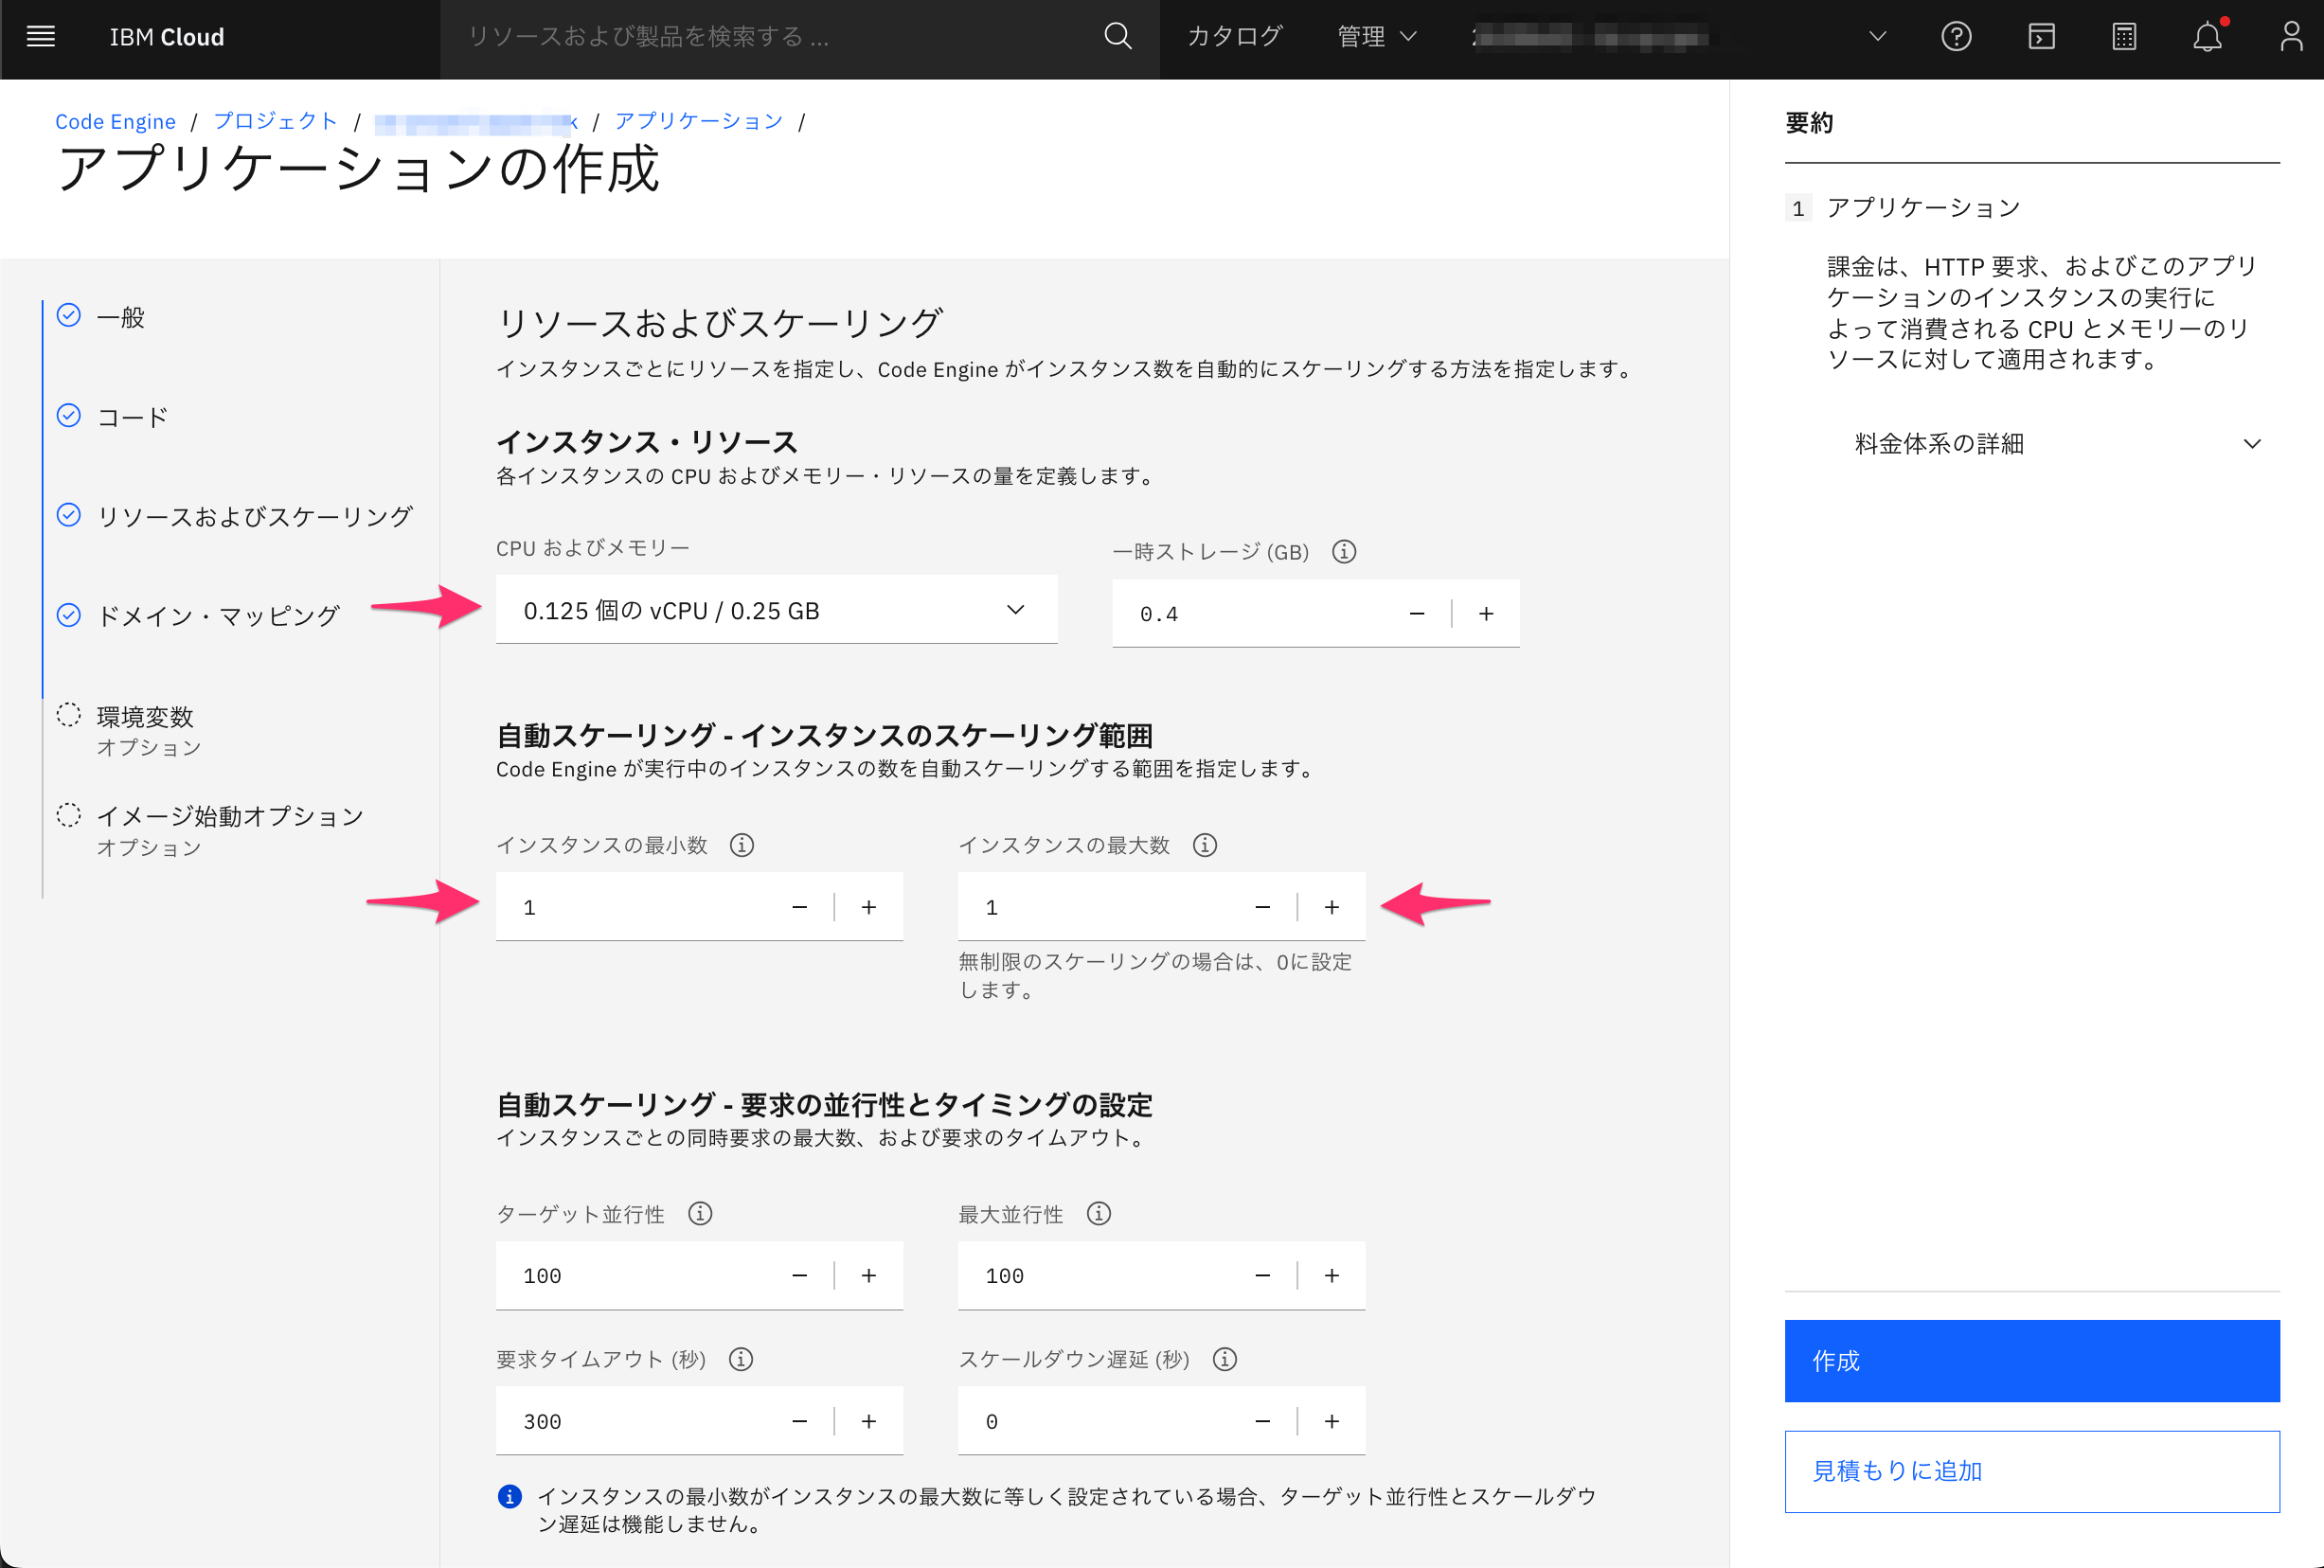 IBM Cloud
リソースおよび製品を検索する ...
カタログ
管理
Code Engine / プロジェクト / / アプリケーション /
アプリケーションの作成
一般
コード
リソースおよびスケーリング
ドメイン・マッピング
環境変数
オプション
イメージ始動オプション
オプション
リソースおよびスケーリング
インスタンスごとにリソースを指定し、Code Engine がインスタンス数を自動的にスケーリングする方法を指定します。
インスタンス・リソース
各インスタンスの CPU およびメモリー・リソースの量を定義します。
CPU およびメモリー
0.125 個の vCPU / 0.25 GB
一時ストレージ (GB)
0.4
自動スケーリング - インスタンスのスケーリング範囲
Code Engine が実行中のインスタンスの数を自動スケーリングする範囲を指定します。
インスタンスの最小数
1
インスタンスの最大数
1
無制限のスケーリングの場合は、0に設定
します。
自動スケーリング - 要求の並行性とタイミングの設定
インスタンスごとの同時要求の最大数、および要求のタイムアウト。
ターゲット並行性
100
最大並行性
100
要求タイムアウト (秒)
300
スケールダウン遅延 (秒)
0
インスタンスの最小数がインスタンスの最大数に等しく設定されている場合、ターゲット並行性とスケールダウ
ン遅延は機能しません。
要約
1 アプリケーション
課金は、HTTP 要求、およびこのアプリ
ケーションのインスタンスの実行に
よって消費される CPU とメモリーのリ
ソースに対して適用されます。
料金体系の詳細
作成
見積もりに追加